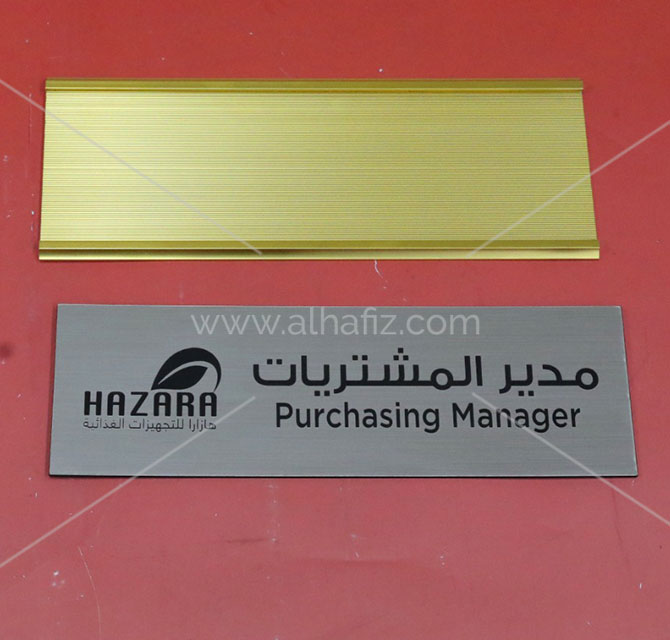 www.alhafiz.com
مدير المشتريات
Purchasing Manager
HAZARA
هازارا للتجهيزات الغذائية